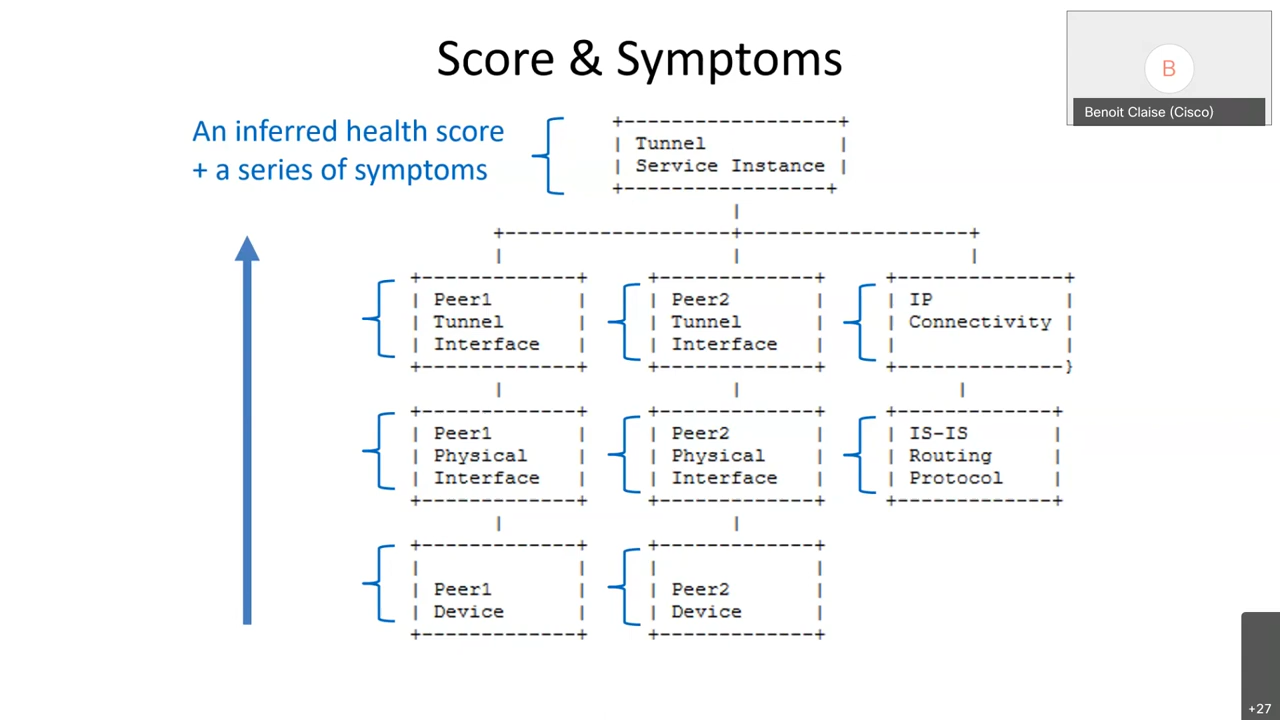 Score & Symptoms
B
Benoit Claise (Cisco)
An inferred health score
+ a series of symptoms
+-----------------+
| Tunnel |
| Service Instance |
+----------------+
|
+-------------------+-------------------+
| | |
+-------------+ +-------------+ +-------------+
| Peer1 | | Peer2 | | IP |
| Tunnel | | Tunnel | | Connectivity |
| Interface | | Interface | | |
+-------------+ +-------------+ +-------------}
| | |
+-------------+ +-------------+ +------------+
| Peer1 | | Peer2 | | IS-IS |
| Physical | | Physical | | Routing |
| Interface | | Interface | | Protocol |
+-------------+ +-------------+ +------------+
| |
+-------------+ +-------------+
| | | |
| Peer1 | | Peer2 |
| Device | | Device |
+-------------+ +-------------+
+27